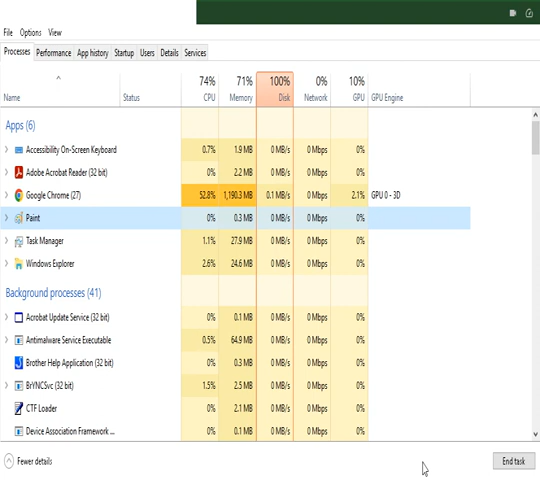 File Options View
Processes Performance App history Startup Users Details Services
74% 71% 100% 0% 10%
Name Status CPU Memory Disk Network GPU GPU Engine
Apps (6)
Accessibility On-Screen Keyboard 0.7% 1.9 MB 0 MB/s 0 Mbps 0%
Adobe Acrobat Reader (32 bit) 0% 2.2 MB 0 MB/s 0 Mbps 0%
Google Chrome (27) 52.8% 1,190.3 MB 0.1 MB/s 0 Mbps 2.1% GPU 0 - 3D
Paint 0% 0.3 MB 0 MB/s 0 Mbps 0%
Task Manager 1.1% 27.9 MB 0 MB/s 0 Mbps 0%
Windows Explorer 2.6% 24.6 MB 0 MB/s 0 Mbps 0%
Background processes (41)
Acrobat Update Service (32 bit) 0% 0.1 MB 0 MB/s 0 Mbps 0%
Antimalware Service Executable 0.5% 64.9 MB 0 MB/s 0 Mbps 0%
Brother Help Application (32 bit) 0% 0.3 MB 0 MB/s 0 Mbps 0%
BrYNCSvc (32 bit) 1.5% 2.5 MB 0 MB/s 0 Mbps 0%
CTF Loader 0% 2.1 MB 0 MB/s 0 Mbps 0%
Device Association Framework ... 0% 0.1 MB 0 MB/s 0 Mbps 0%
Fewer details End task